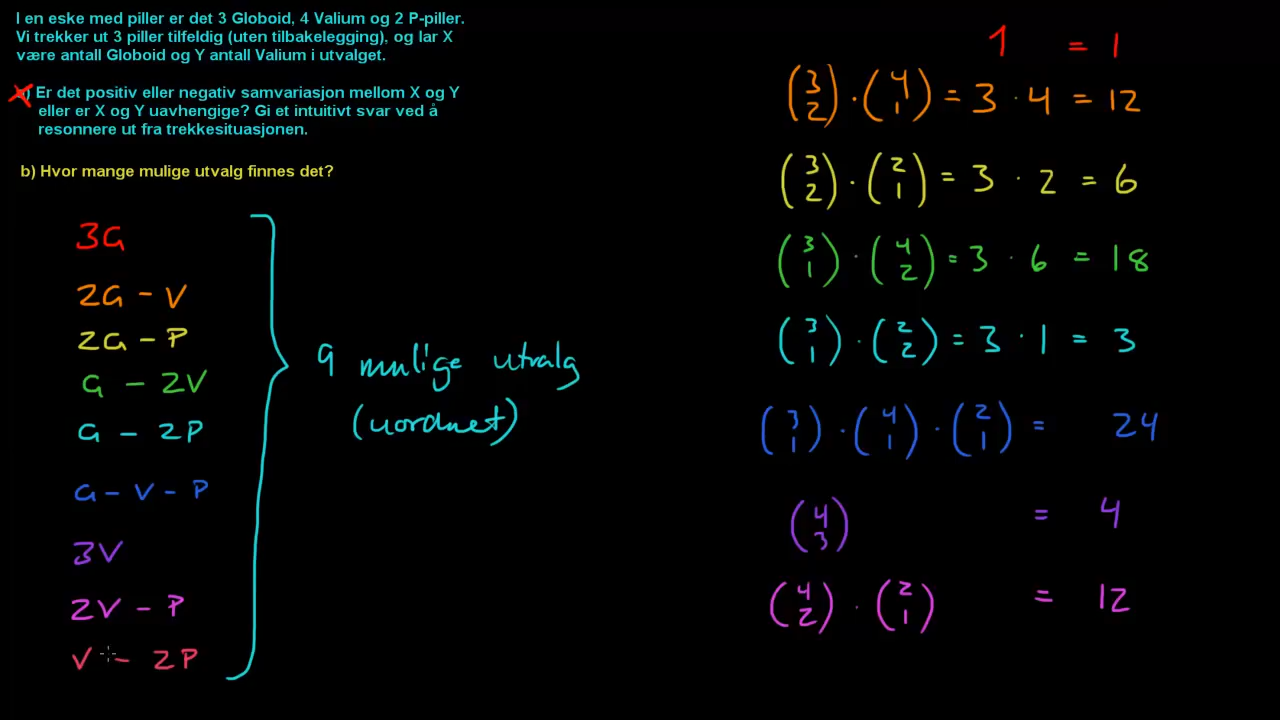 I en eske med piller er det 3 Globoid, 4 Valium og 2 P-piller.
Vi trekker ut 3 piller tilfeldig (uten tilbakelegging), og lar X
være antall Globoid og Y antall Valium i utvalget.
Er det positiv eller negativ samvariasjon mellom X og Y
eller er X og Y uavhengige? Gi et intuitivt svar ved å
resonnere ut fra trekkesituasjonen.
b) Hvor mange mulige utvalg finnes det?
3G
2G - V
2G - P
G - 2V
G - 2P
G - V - P
3V
2V - P
V - 2P
9 mulige utvalg
(uordnet)
1 = 1
(3 2) · (4 1) = 3 · 4 = 12
(3 2) · (2 1) = 3 · 2 = 6
(3 1) · (4 2) = 3 · 6 = 18
(3 1) · (2 2) = 3 · 1 = 3
(3 1) · (4 1) · (2 1) = 24
(4 3) = 4
(4 2) · (2 1) = 12